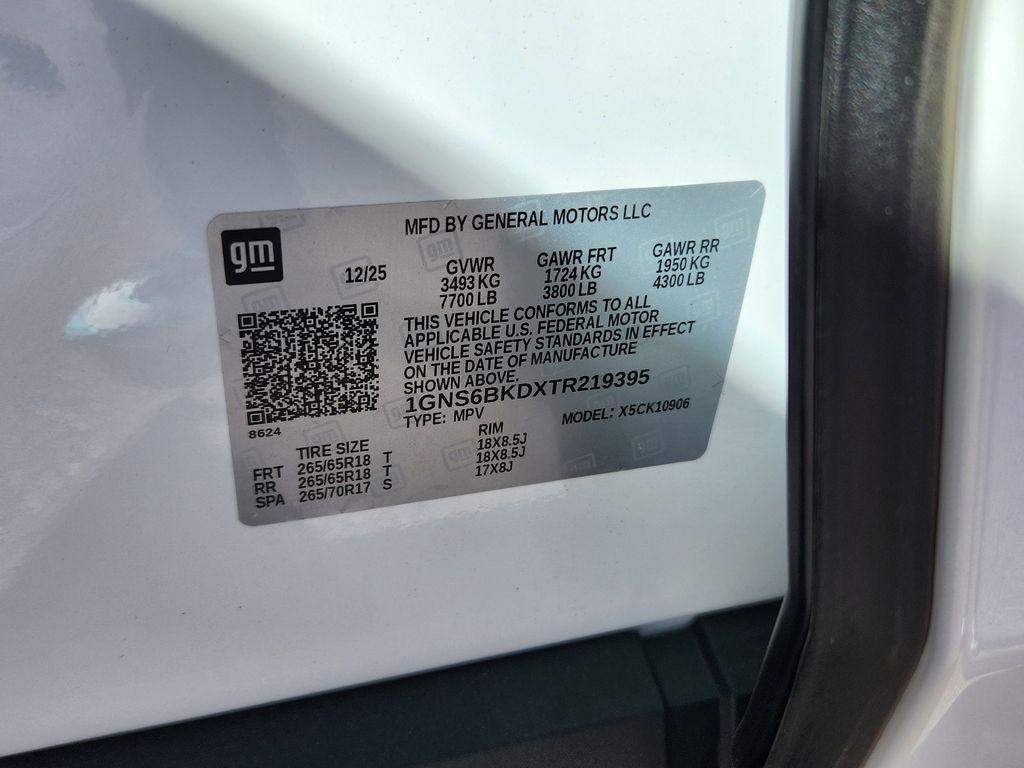 MFD BY GENERAL MOTORS LLC
gm
12/25
GVWR
3493 KG
7700 LB
GAWR FRT
1724 KG
3800 LB
GAWR RR
1950 KG
4300 LB
THIS VEHICLE CONFORMS TO ALL
APPLICABLE U.S. FEDERAL MOTOR
VEHICLE SAFETY STANDARDS IN EFFECT
ON THE DATE OF MANUFACTURE
SHOWN ABOVE.
1GNS6BKDXTR219395
TYPE: MPV MODEL: X5CK10906
8624
TIRE SIZE RIM
FRT 265/65R18 T 18X8.5J
RR 265/65R18 T 18X8.5J
SPA 265/70R17 S 17X8J